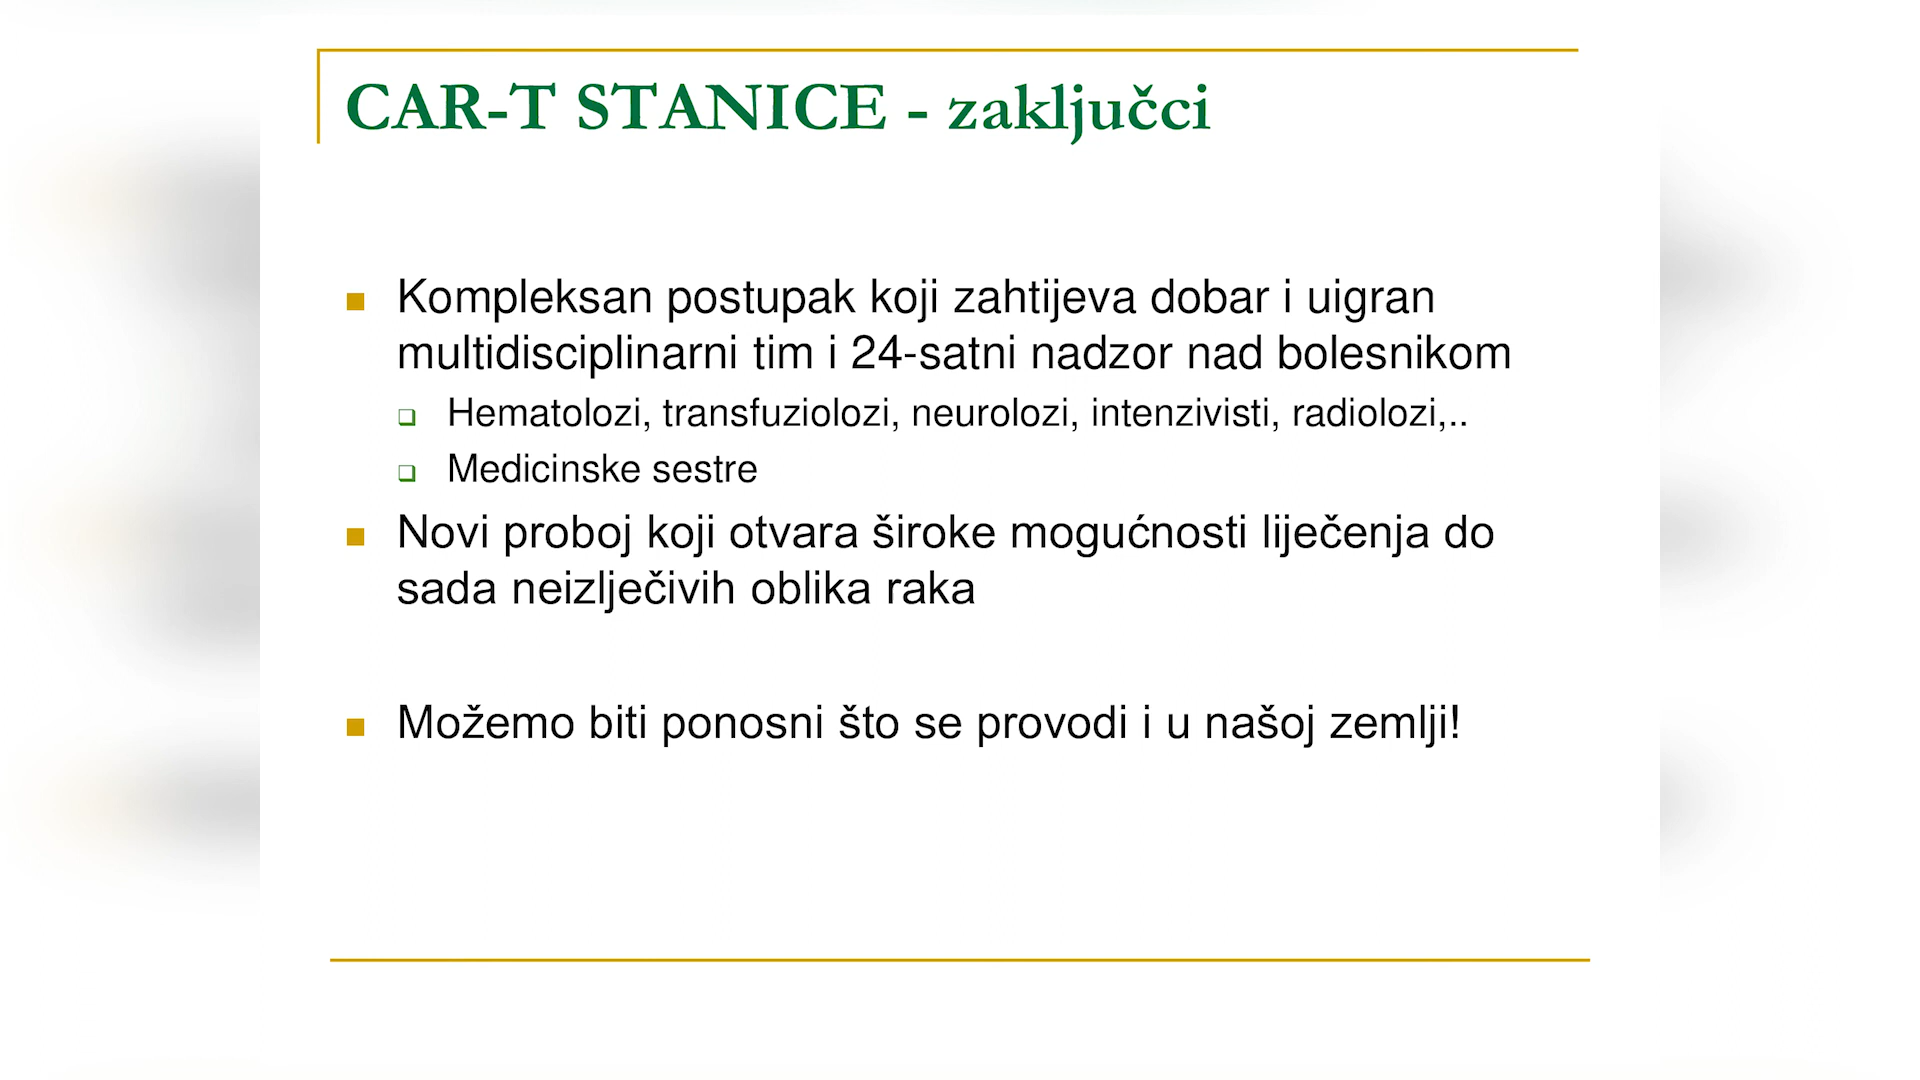 CAR-T STANICE - zaključci
Kompleksan postupak koji zahtijeva dobar i uigran
multidisciplinarni tim i 24-satni nadzor nad bolesnikom
Hematolozi, transfuziolozi, neurolozi, intenzivisti, radiolozi,..
Medicinske sestre
Novi proboj koji otvara široke mogućnosti liječenja do
sada neizlječivih oblika raka
Možemo biti ponosni što se provodi i u našoj zemlji!